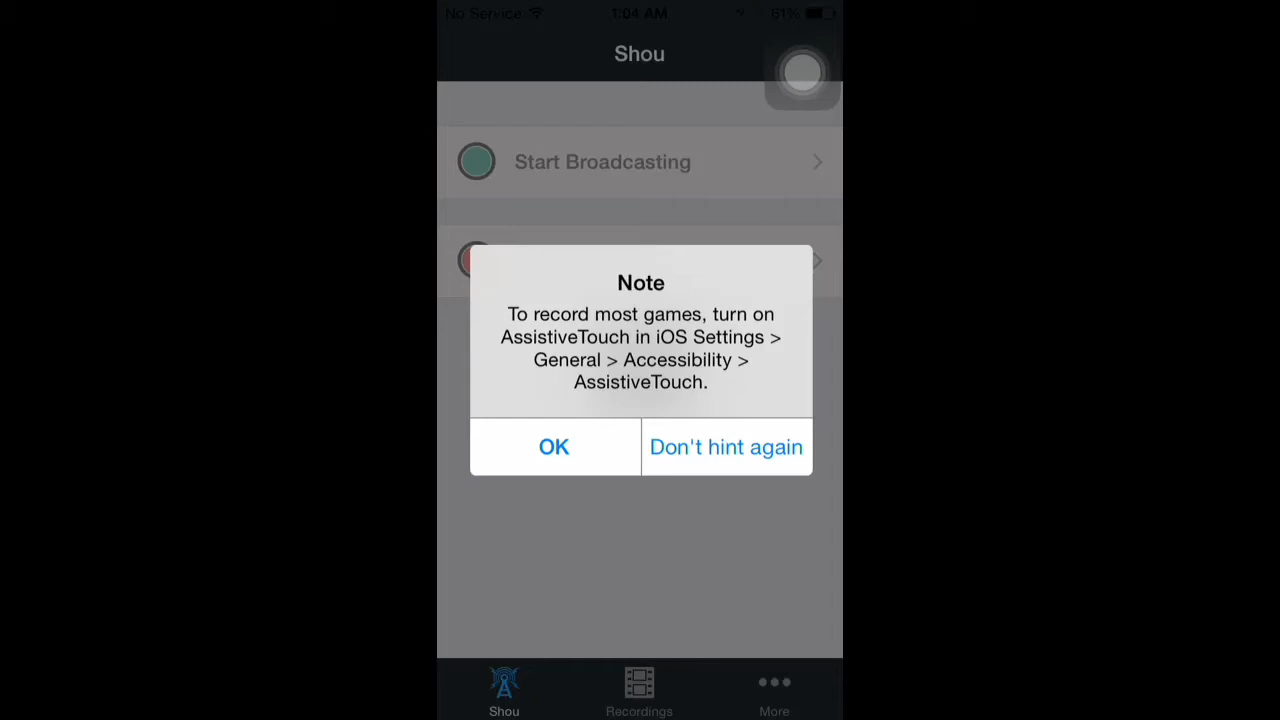 No Service 1:04 AM 61%
Shou
Start Broadcasting
Note
To record most games, turn on
AssistiveTouch in iOS Settings >
General > Accessibility >
AssistiveTouch.
OK Don't hint again
Shou Recordings More